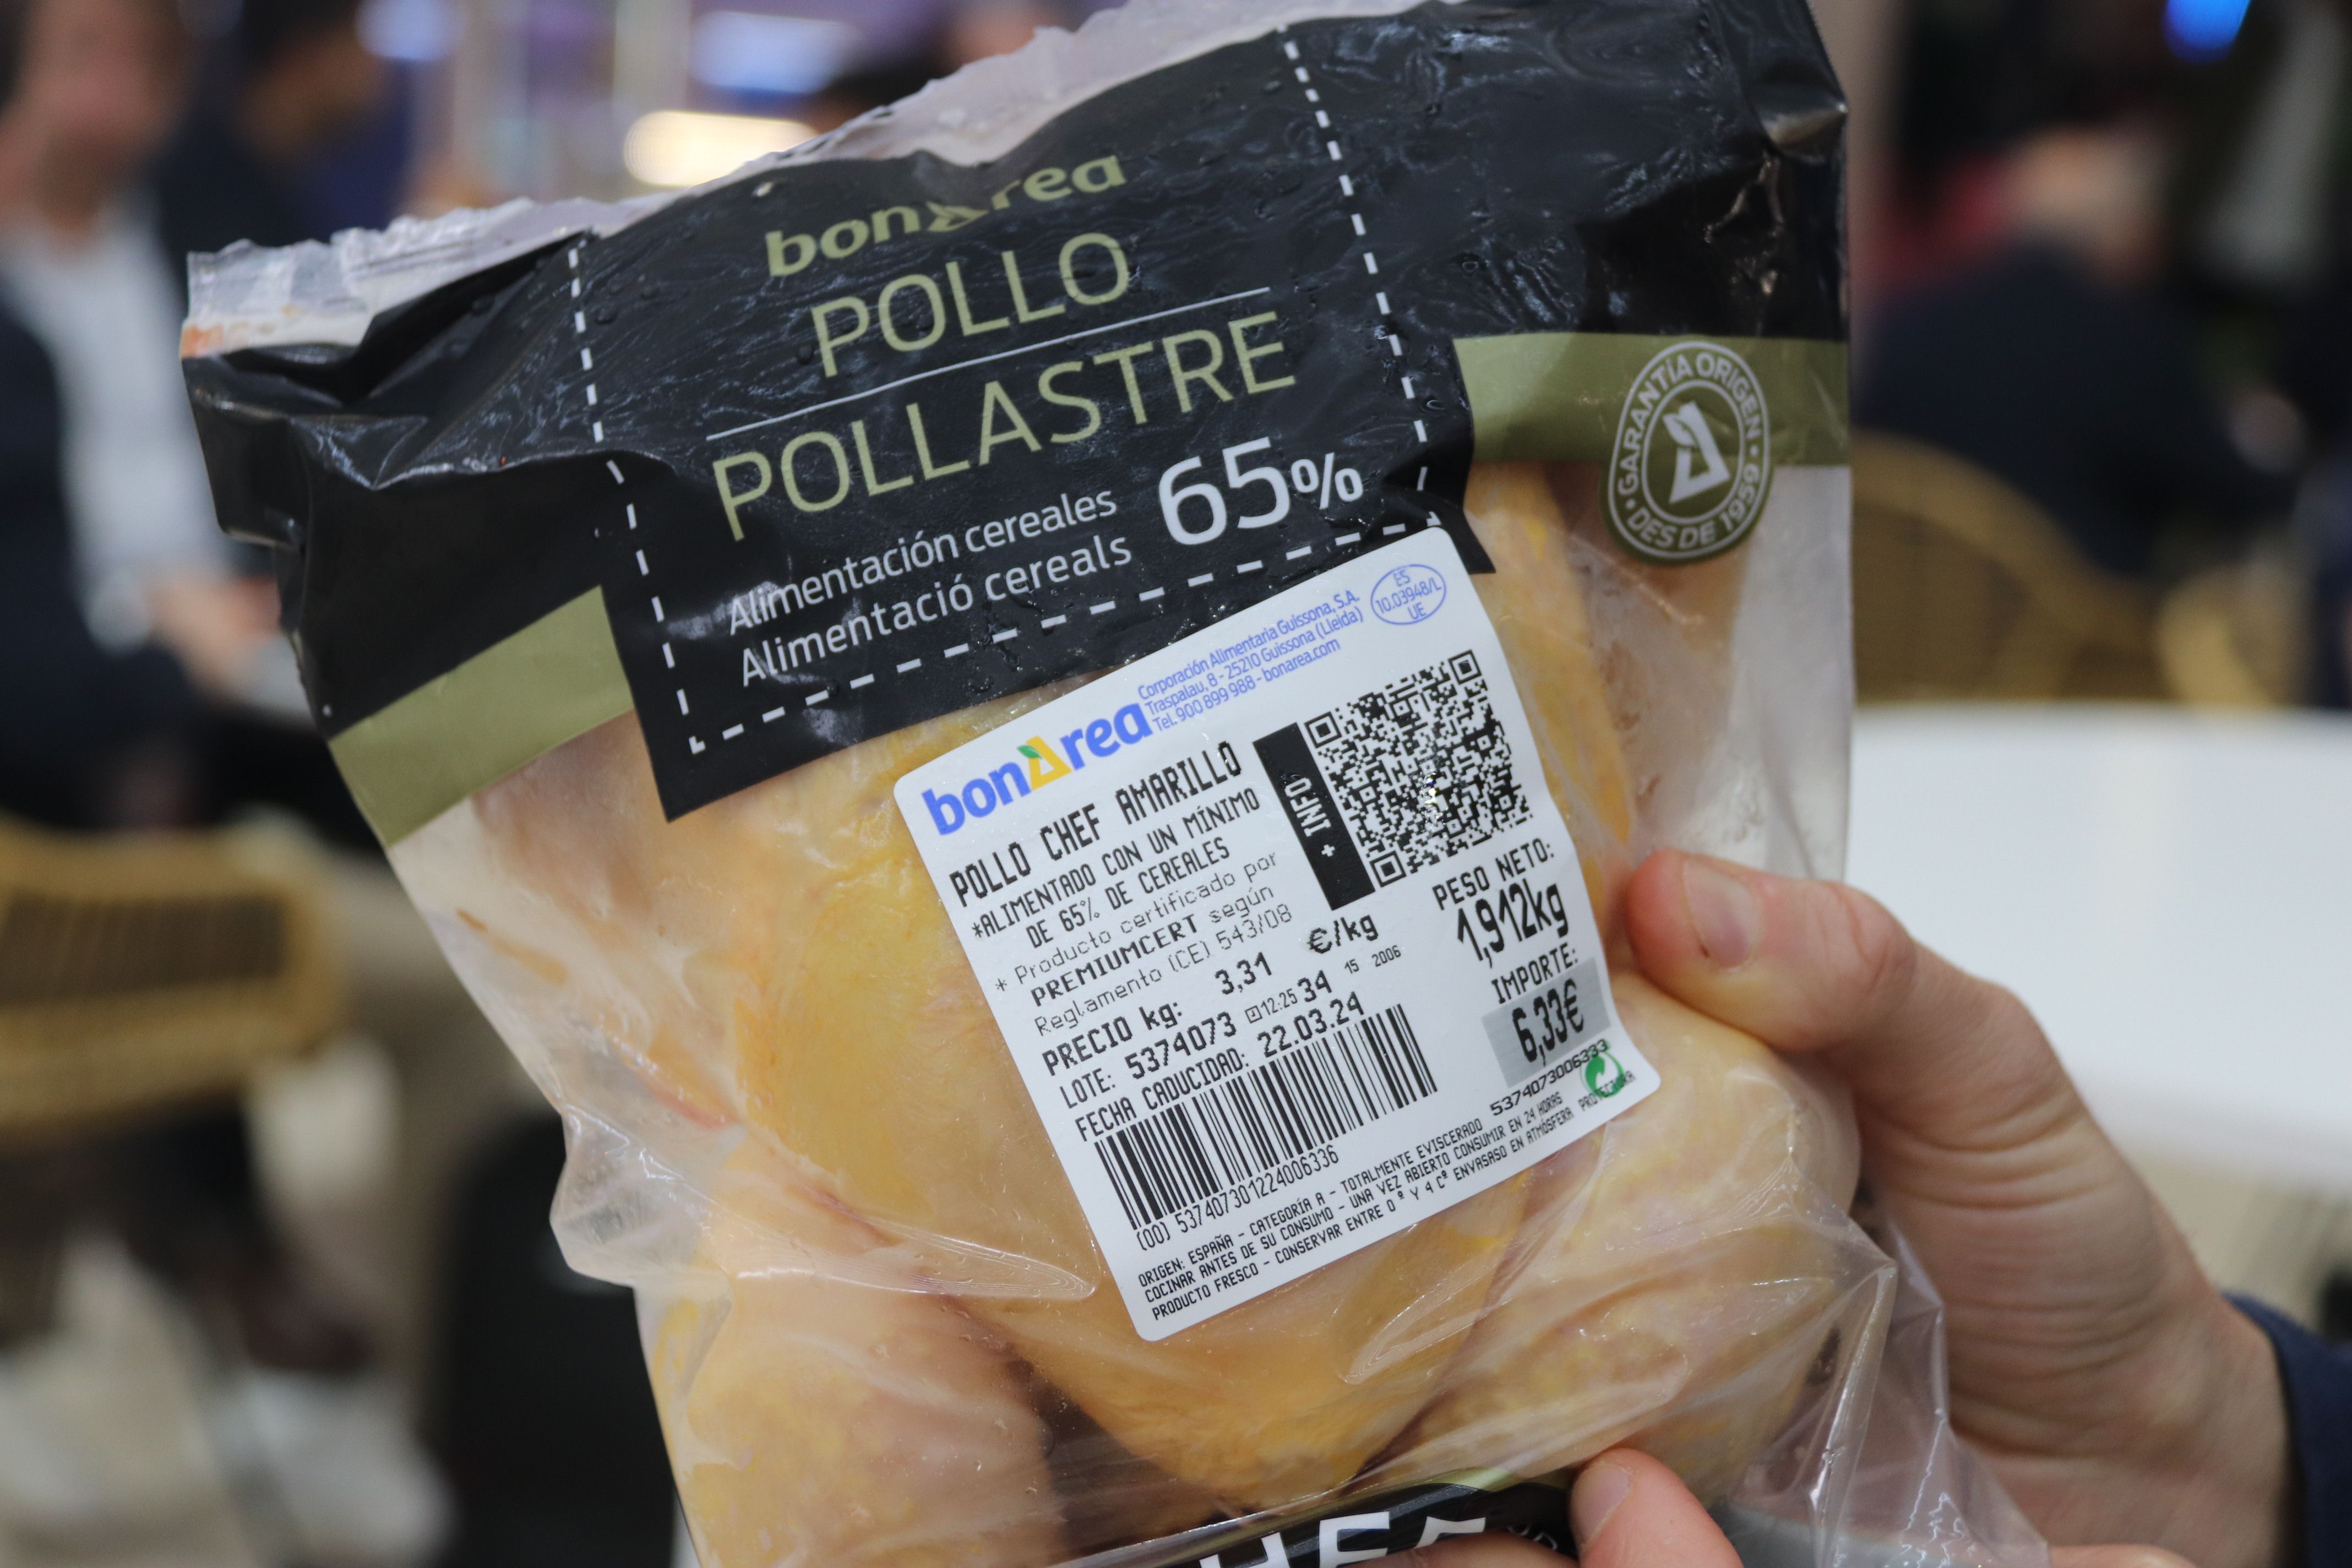 bonArea
POLLO
POLLASTRE
Alimentación cereales
Alimentació cereals
65%
GARANTÍA ORIGEN
DES DE 1959
bonArea
Corporación Alimentaria Guissona, S.A.
Traspalau, 8 - 25210 Guissona (Lleida)
Tel. 900 899 988 - bonarea.com
ES
10.03948/L
UE
POLLO CHEF AMARILLO
*ALIMENTADO CON UN MÍNIMO
DE 65% DE CEREALES
* Producto certificado por
PREMIUMCERT según
Reglamento (CE) 543/08
+ INFO
PRECIO kg: 3,31 €/kg
LOTE: 5374073 12:25 34 15 2006
FECHA CADUCIDAD: 22.03.24
PESO NETO:
1,912kg
IMPORTE:
6,33€
5374073006333
(00) 537407301224006336
ORIGEN: ESPAÑA - CATEGORÍA A - TOTALMENTE EVISCERADO
COCINAR ANTES DE SU CONSUMO - UNA VEZ ABIERTO CONSUMIR EN 24 HORAS
PRODUCTO FRESCO - CONSERVAR ENTRE 0º Y 4 Cº ENVASASO EN ATMÓSFERA